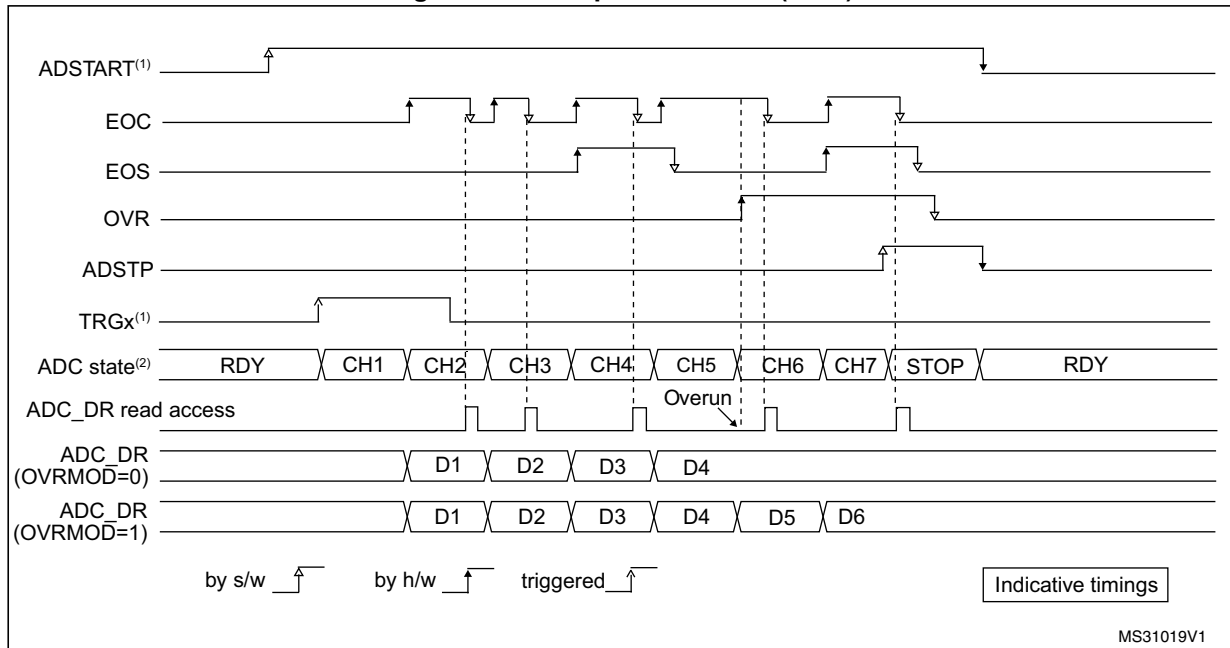 ADSTART(1)
EOC
EOS
OVR
ADSTP
TRGx(1)
ADC state(2) RDY CH1 CH2 CH3 CH4 CH5 CH6 CH7 STOP RDY
ADC_DR read access
Overun
ADC_DR
(OVRMOD=0)
D1 D2 D3 D4
ADC_DR
(OVRMOD=1)
D1 D2 D3 D4 D5 D6
by s/w by h/w triggered Indicative timings
MS31019V1